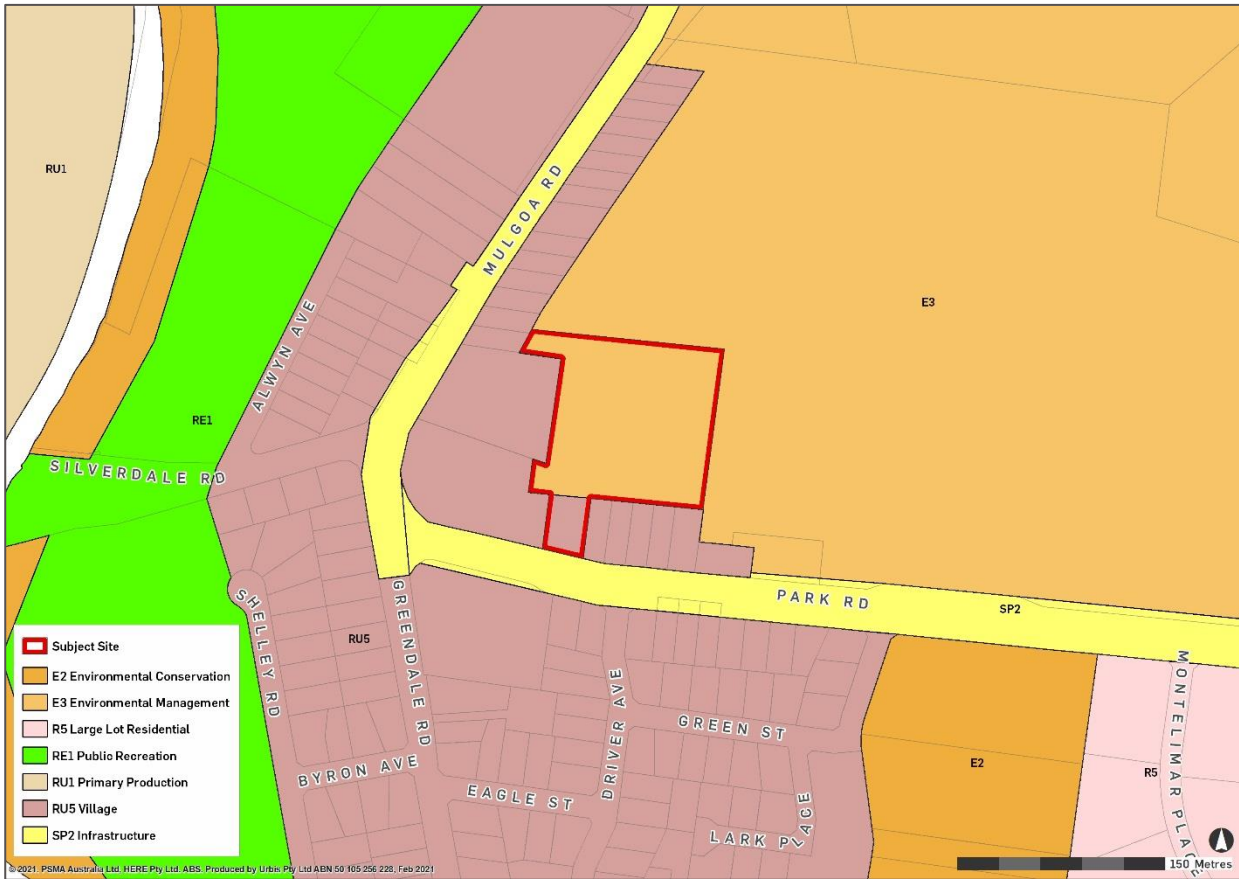 RU1
MULGOA RD
E3
ALWYN AVE
RE1
SILVERDALE RD
PARK RD
SP2
SHELLEY RD
GREENDALE RD
RU5
DRIVER AVE
GREEN ST
MONTELIMAR PLACE
BYRON AVE
EAGLE ST
LARK PLACE
E2
R5
Subject Site
E2 Environmental Conservation
E3 Environmental Management
R5 Large Lot Residential
RE1 Public Recreation
RU1 Primary Production
RU5 Village
SP2 Infrastructure
150 Metres
© 2021. PSMA Australia Ltd, HERE Pty Ltd. ABS. Produced by Urbis Pty Ltd ABN 50 105 256 228, Feb 2021